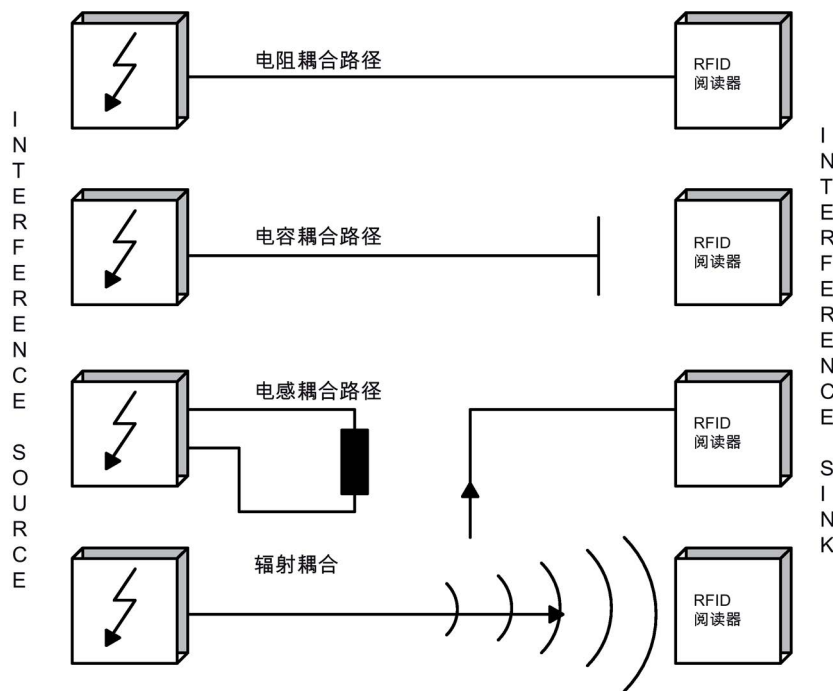 INTERFERENCE SOURCE
电阻耦合路径
RFID
阅读器
电容耦合路径
RFID
阅读器
电感耦合路径
RFID
阅读器
辐射耦合
RFID
阅读器
INTERFERENCE SINK